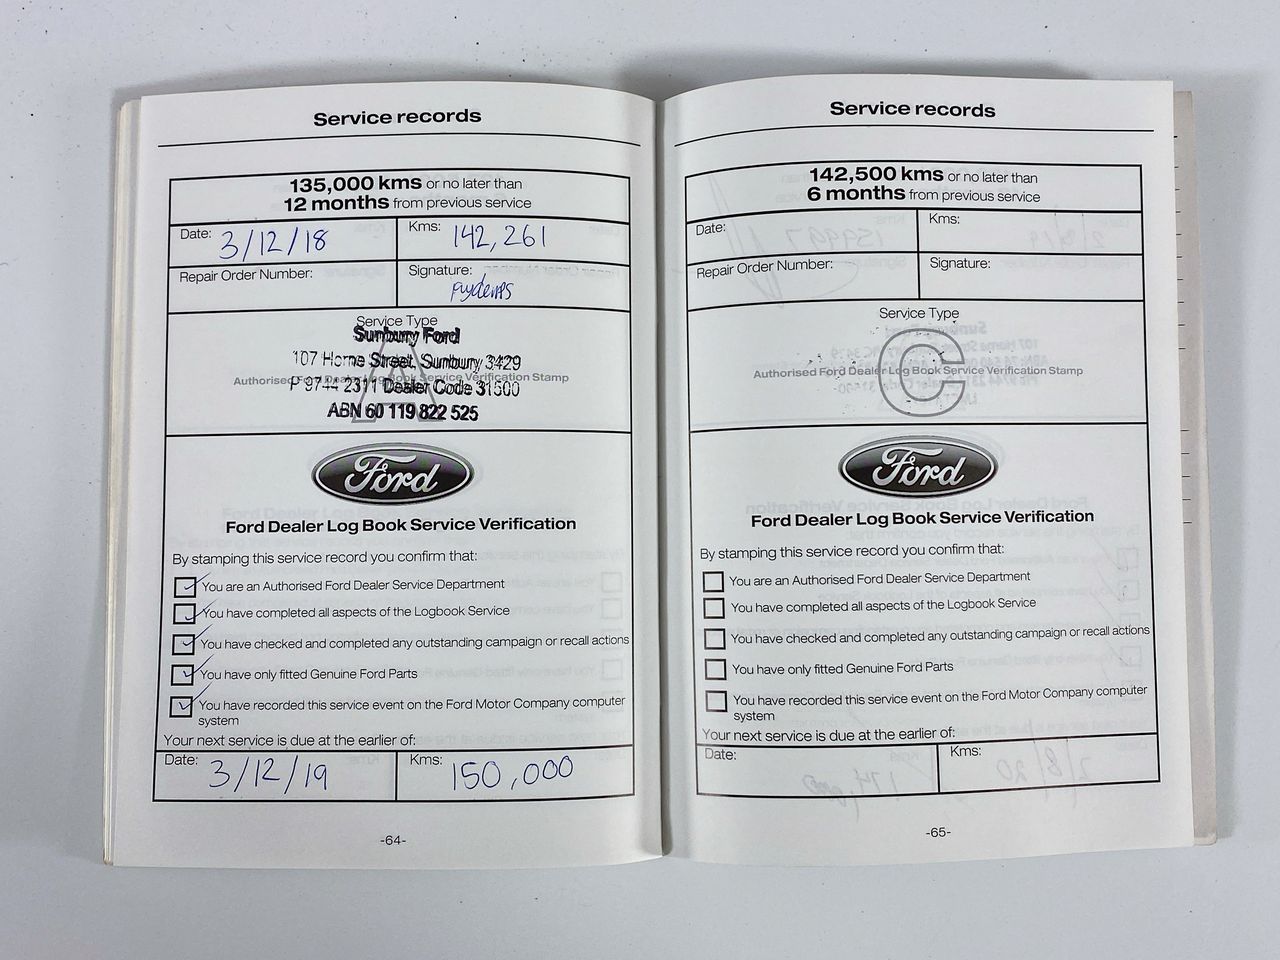 Service records
135,000 kms or no later than
12 months from previous service
Date: 3/12/18
Kms: 142,261
Repair Order Number:
Signature:
Service Type
A
Sunbury Ford
107 Horne Street, Sunbury 3429
Authorised Ford Dealer Log Book Service Verification Stamp
P 9744 2311 Dealer Code 31500
ABN 60 119 822 525
Ford
Ford Dealer Log Book Service Verification
By stamping this service record you confirm that:
You are an Authorised Ford Dealer Service Department
You have completed all aspects of the Logbook Service
You have checked and completed any outstanding campaign or recall actions
You have only fitted Genuine Ford Parts
You have recorded this service event on the Ford Motor Company computer
system
Your next service is due at the earlier of:
Date: 3/12/19
Kms: 150,000
-64-
Service records
142,500 kms or no later than
6 months from previous service
Date:
Kms:
Repair Order Number:
Signature:
Service Type
C
Authorised Ford Dealer Log Book Service Verification Stamp
Ford
Ford Dealer Log Book Service Verification
By stamping this service record you confirm that:
You are an Authorised Ford Dealer Service Department
You have completed all aspects of the Logbook Service
You have checked and completed any outstanding campaign or recall actions
You have only fitted Genuine Ford Parts
You have recorded this service event on the Ford Motor Company computer
system
Your next service is due at the earlier of:
Date:
Kms:
-65-